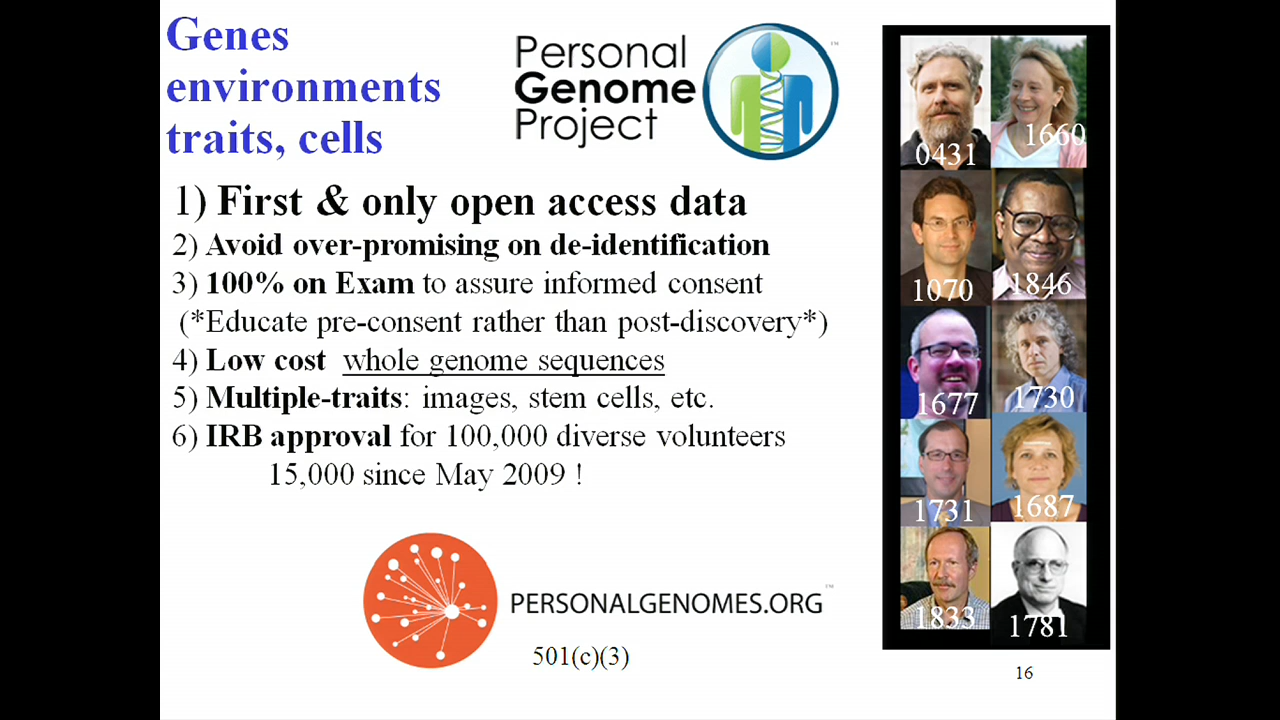 Genes
environments
traits, cells
Personal
Genome
Project
TM
1) First & only open access data
2) Avoid over-promising on de-identification
3) 100% on Exam to assure informed consent
(*Educate pre-consent rather than post-discovery*)
4) Low cost whole genome sequences
5) Multiple-traits: images, stem cells, etc.
6) IRB approval for 100,000 diverse volunteers
15,000 since May 2009 !
PERSONALGENOMES.ORG
TM
501(c)(3)
0431
1660
1070
1846
1677
1730
1731
1687
1833
1781
16